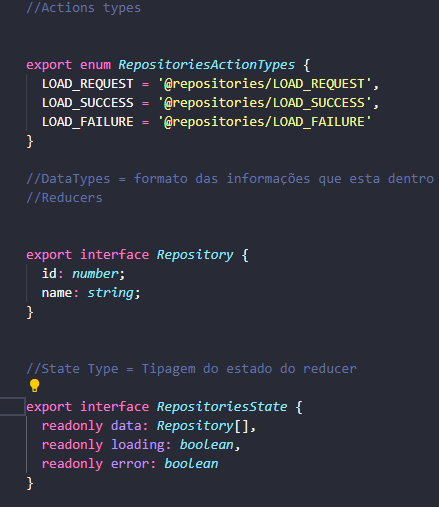 //Actions types
export enum RepositoriesActionTypes {
LOAD_REQUEST = '@repositories/LOAD_REQUEST',
LOAD_SUCCESS = '@repositories/LOAD_SUCCESS',
LOAD_FAILURE = '@repositories/LOAD_FAILURE'
}
//DataTypes = formato das informações que esta dentro
//Reducers
export interface Repository {
id: number;
name: string;
}
//State Type = Tipagem do estado do reducer
export interface RepositoriesState {
readonly data: Repository[],
readonly loading: boolean,
readonly error: boolean
}